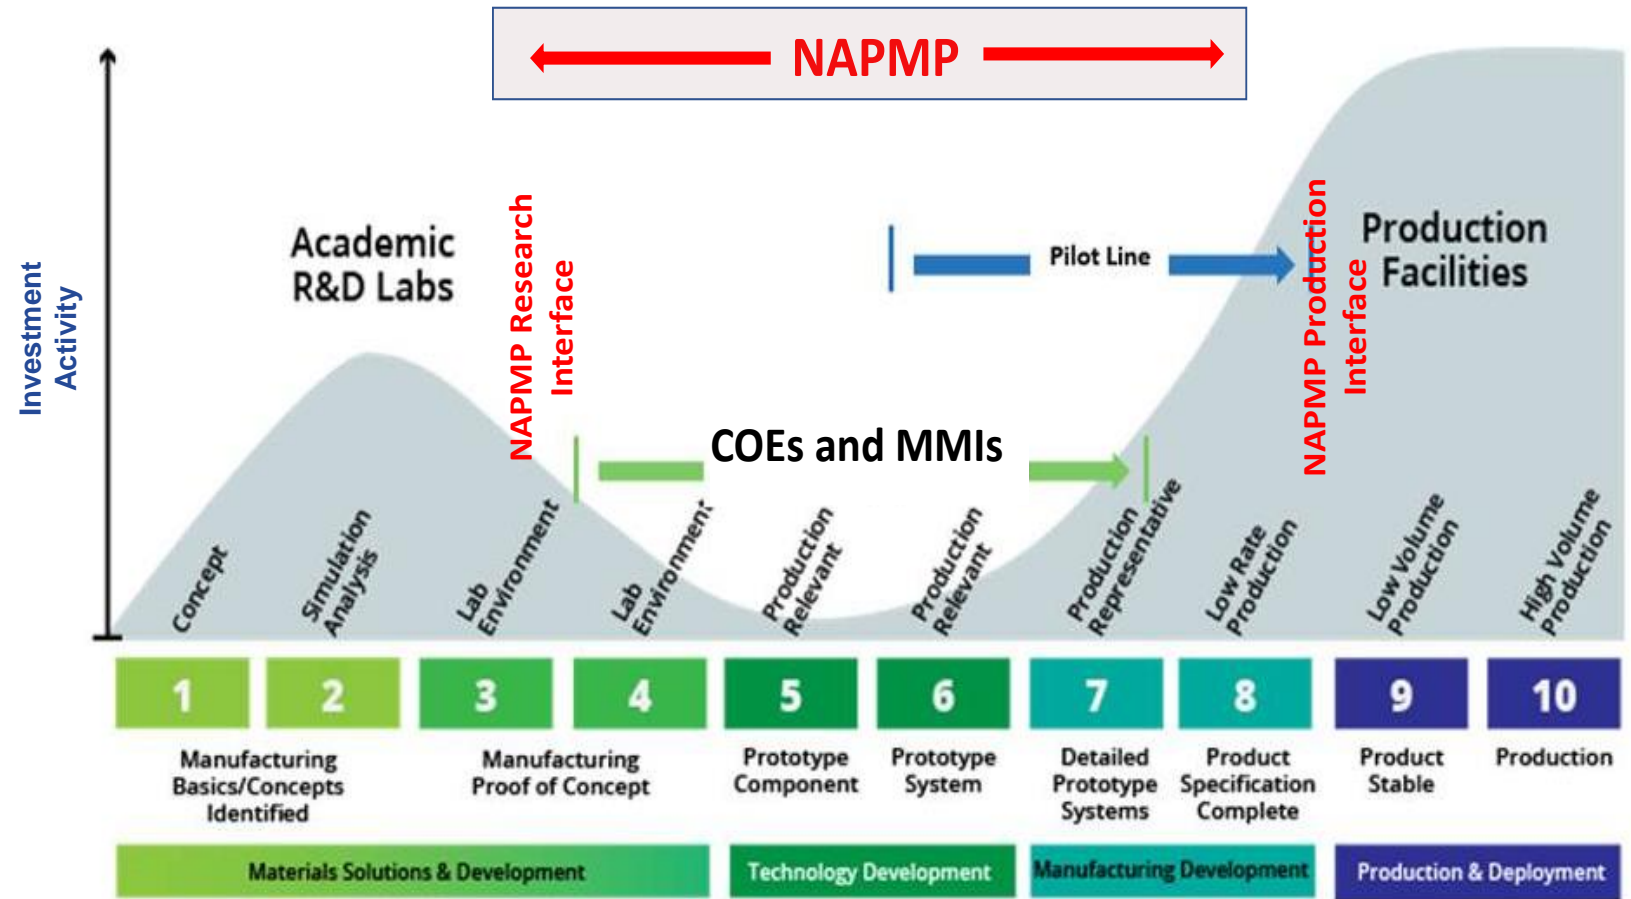 NAPMP
Academic
R&D Labs
NAPMP Research
Interface
Pilot Line
NAPMP Production
Interface
Production
Facilities
Investment
Activity
COEs and MMIs
Concept
Simulation
Analysis
Lab
Environment
Lab
Environment
Production
Relevant
Production
Relevant
Production
Representative
Low Rate
Production
Low Volume
Production
High Volume
Production
1
2
3
4
5
6
7
8
9
10
Manufacturing
Basics/Concepts
Identified
Manufacturing
Proof of Concept
Prototype
Component
Prototype
System
Detailed
Prototype
Systems
Product
Specification
Complete
Product
Stable
Production
Materials Solutions & Development
Technology Development
Manufacturing Development
Production & Deployment